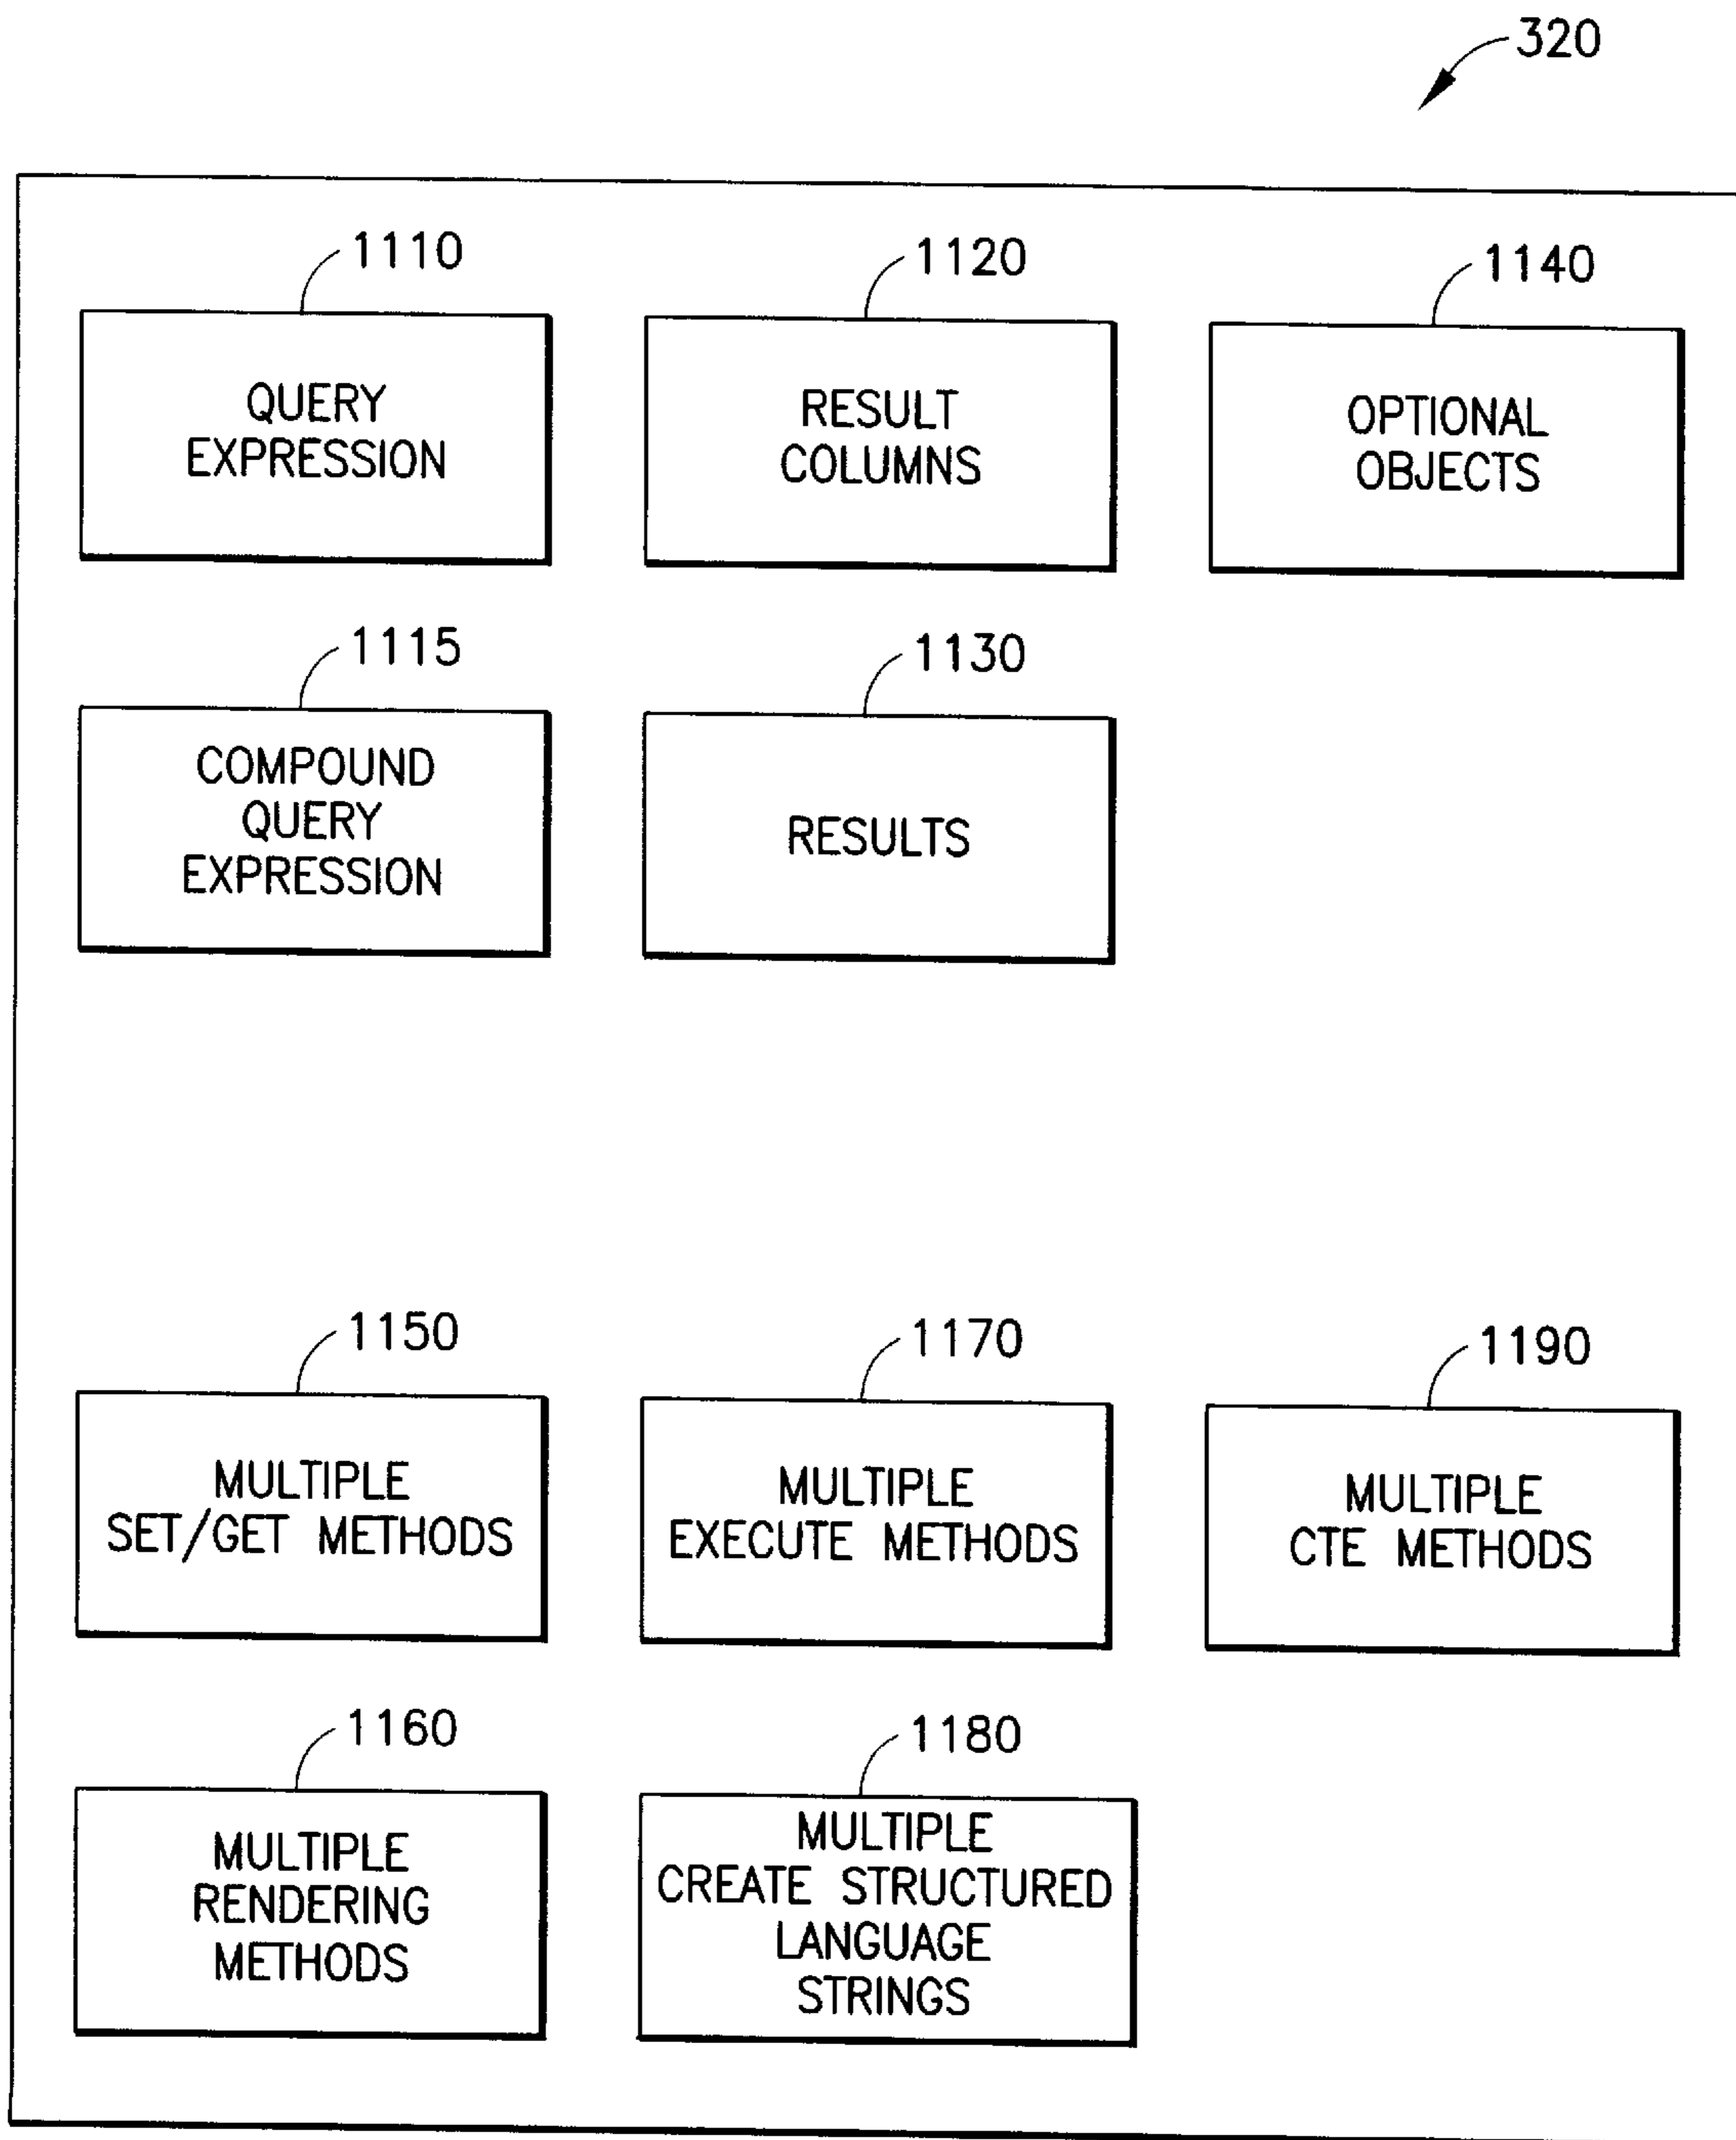 320
1110
1120
1140
QUERY
EXPRESSION
RESULT
COLUMNS
OPTIONAL
OBJECTS
1115
1130
COMPOUND
QUERY
EXPRESSION
RESULTS
1150
1170
1190
MULTIPLE
SET/GET METHODS
MULTIPLE
EXECUTE METHODS
MULTIPLE
CTE METHODS
1160
1180
MULTIPLE
RENDERING
METHODS
MULTIPLE
CREATE STRUCTURED
LANGUAGE
STRINGS